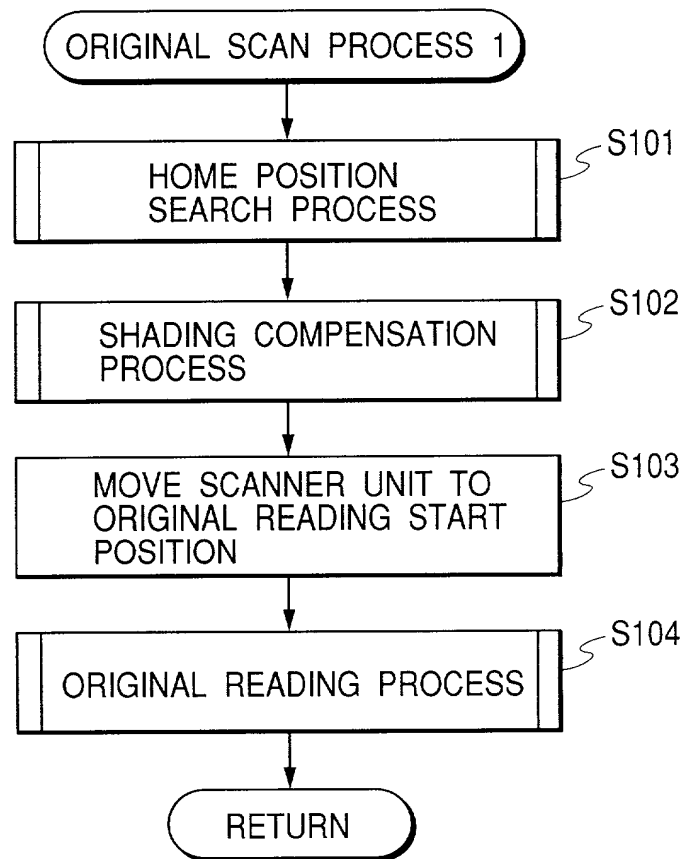 ORIGINAL SCAN PROCESS 1
S101
HOME POSITION
SEARCH PROCESS
S102
SHADING COMPENSATION
PROCESS
S103
MOVE SCANNER UNIT TO
ORIGINAL READING START
POSITION
S104
ORIGINAL READING PROCESS
RETURN